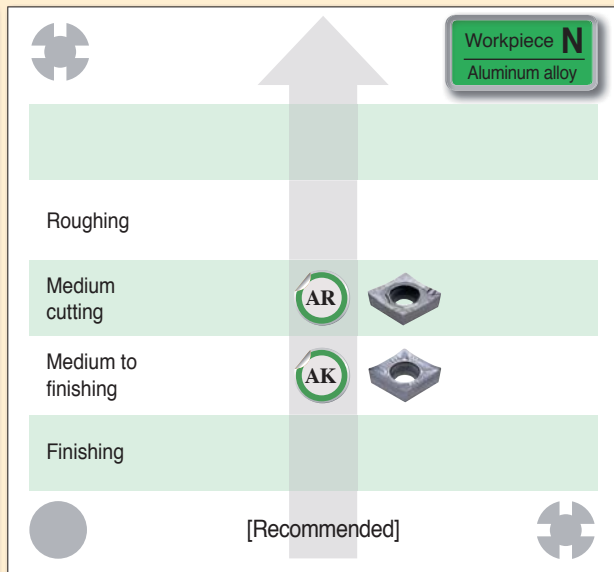 Workpiece N
Aluminum alloy
Roughing
Medium
cutting
AR
Medium to
finishing
AK
Finishing
[Recommended]